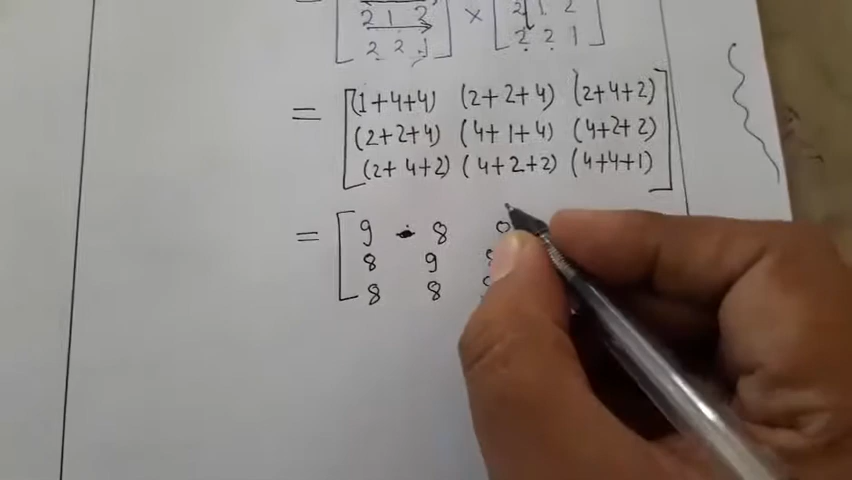 2 1 2 × 2 1 2
2 2 1 2 2 1
= [(1+4+4) (2+2+4) (2+4+2)
(2+2+4) (4+1+4) (4+2+2)
(2+4+2) (4+2+2) (4+4+1)]
= [9 8
8 9
8 8